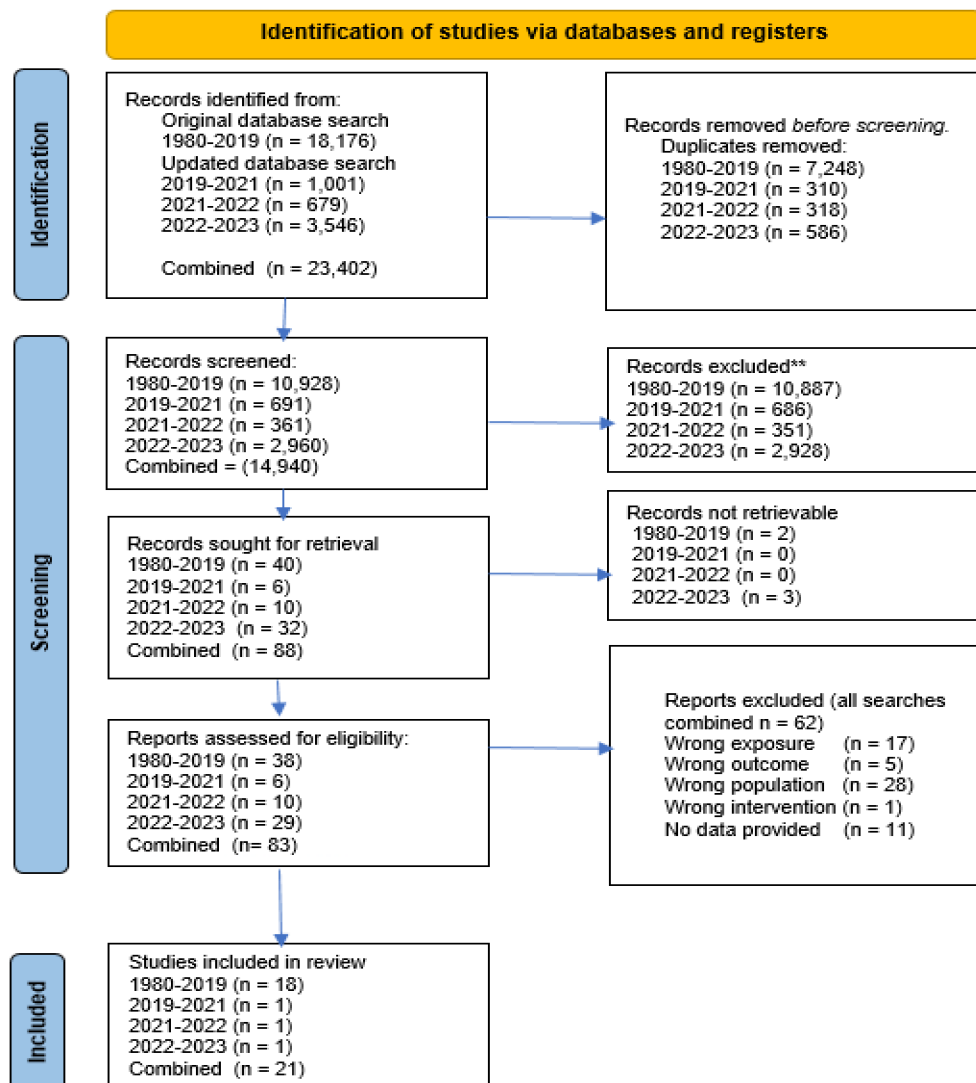 Identification of studies via databases and registers
Identification
Records identified from:
Original database search
1980-2019 (n = 18,176)
Updated database search
2019-2021 (n = 1,001)
2021-2022 (n = 679)
2022-2023 (n = 3,546)
Combined (n = 23,402)
Records removed before screening.
Duplicates removed:
1980-2019 (n = 7,248)
2019-2021 (n = 310)
2021-2022 (n = 318)
2022-2023 (n = 586)
Screening
Records screened:
1980-2019 (n = 10,928)
2019-2021 (n = 691)
2021-2022 (n = 361)
2022-2023 (n = 2,960)
Combined = (14,940)
Records excluded**
1980-2019 (n = 10,887)
2019-2021 (n = 686)
2021-2022 (n = 351)
2022-2023 (n = 2,928)
Records sought for retrieval
1980-2019 (n = 40)
2019-2021 (n = 6)
2021-2022 (n = 10)
2022-2023 (n = 32)
Combined (n = 88)
Records not retrievable
1980-2019 (n = 2)
2019-2021 (n = 0)
2021-2022 (n = 0)
2022-2023 (n = 3)
Reports assessed for eligibility:
1980-2019 (n = 38)
2019-2021 (n = 6)
2021-2022 (n = 10)
2022-2023 (n = 29)
Combined (n= 83)
Reports excluded (all searches
combined n = 62)
Wrong exposure (n = 17)
Wrong outcome (n = 5)
Wrong population (n = 28)
Wrong intervention (n = 1)
No data provided (n = 11)
Included
Studies included in review
1980-2019 (n = 18)
2019-2021 (n = 1)
2021-2022 (n = 1)
2022-2023 (n = 1)
Combined (n = 21)